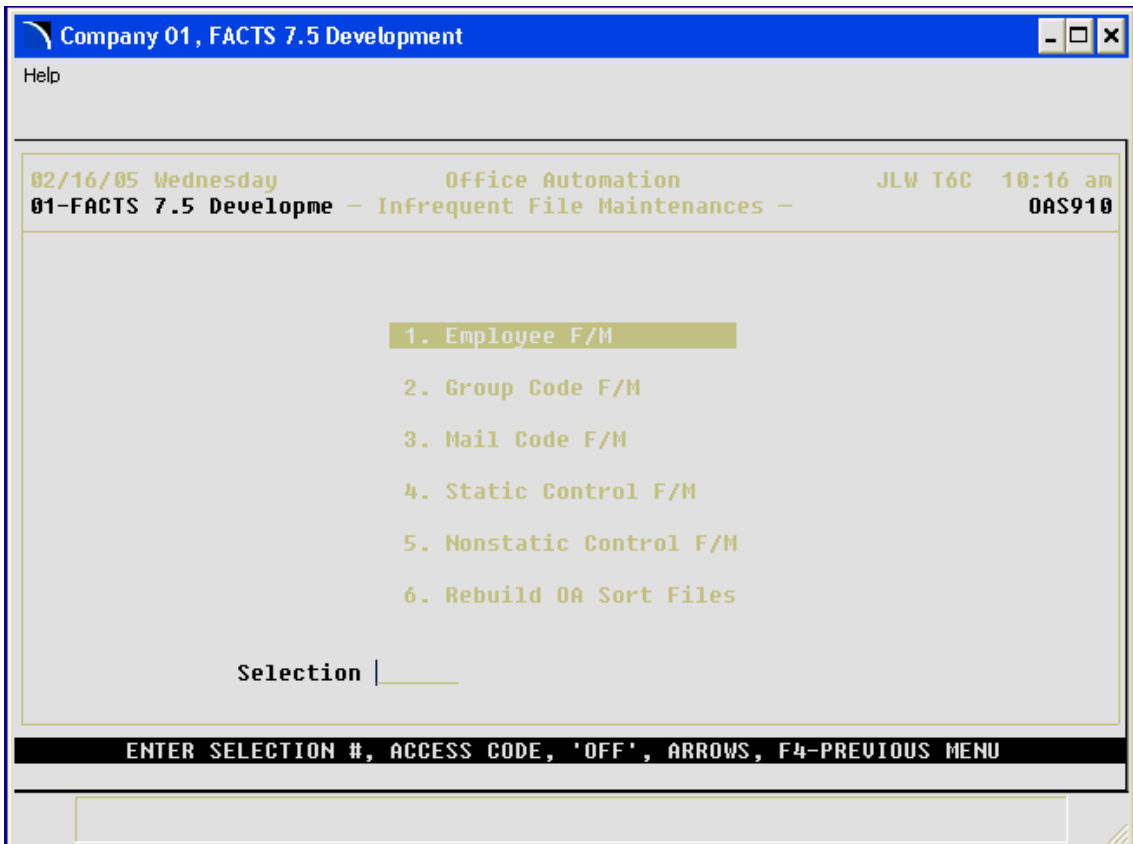 Company 01, FACTS 7.5 Development
Help
02/16/05 Wednesday Office Automation JLW T6C 10:16 am
01-FACTS 7.5 Developme — Infrequent File Maintenances — OAS910
1. Employee F/M
2. Group Code F/M
3. Mail Code F/M
4. Static Control F/M
5. Nonstatic Control F/M
6. Rebuild OA Sort Files
Selection
ENTER SELECTION #, ACCESS CODE, 'OFF', ARROWS, F4-PREVIOUS MENU